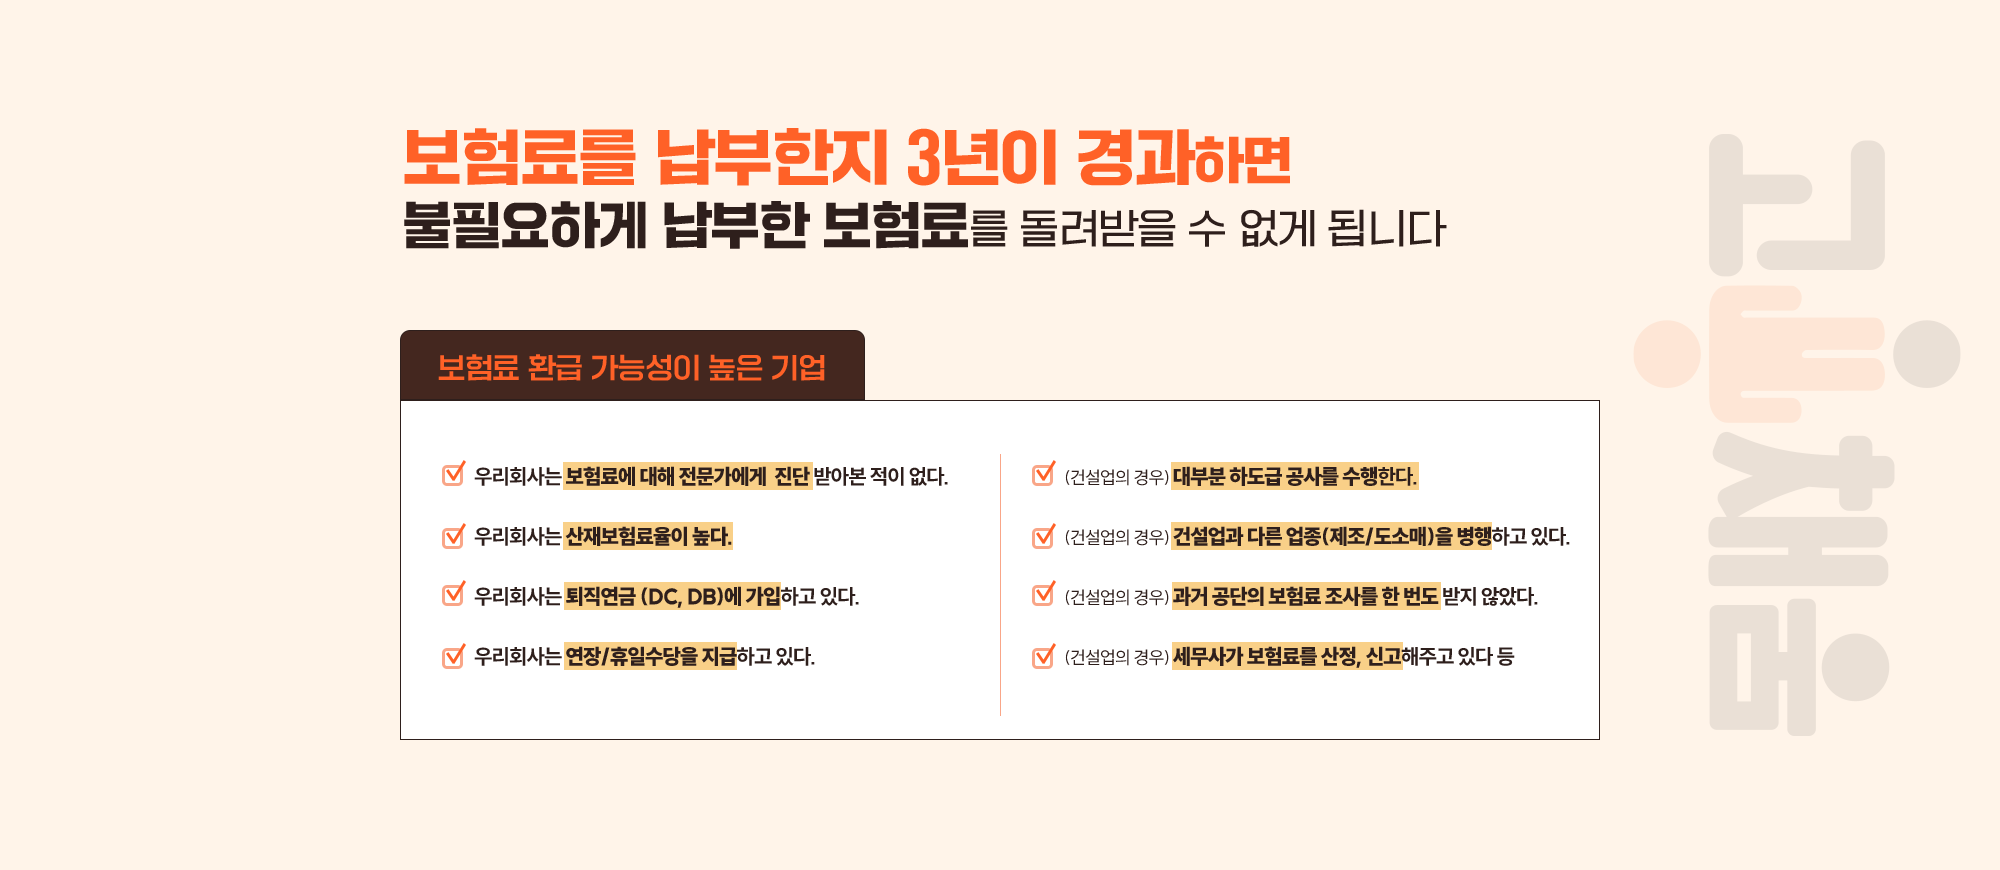 보험료를 납부한지 3년이 경과하면
불필요하게 납부한 보험료를 돌려받을 수 없게 됩니다
보험료 환급 가능성이 높은 기업
우리회사는 보험료에 대해 전문가에게 진단 받아본 적이 없다.
우리회사는 산재보험료율이 높다.
우리회사는 퇴직연금 (DC, DB)에 가입하고 있다.
우리회사는 연장/휴일수당을 지급하고 있다.
(건설업의 경우) 대부분 하도급 공사를 수행한다.
(건설업의 경우) 건설업과 다른 업종(제조/도소매)을 병행하고 있다.
(건설업의 경우) 과거 공단의 보험료 조사를 한 번도 받지 않았다.
(건설업의 경우) 세무사가 보험료를 산정, 신고해주고 있다 등
고산채움